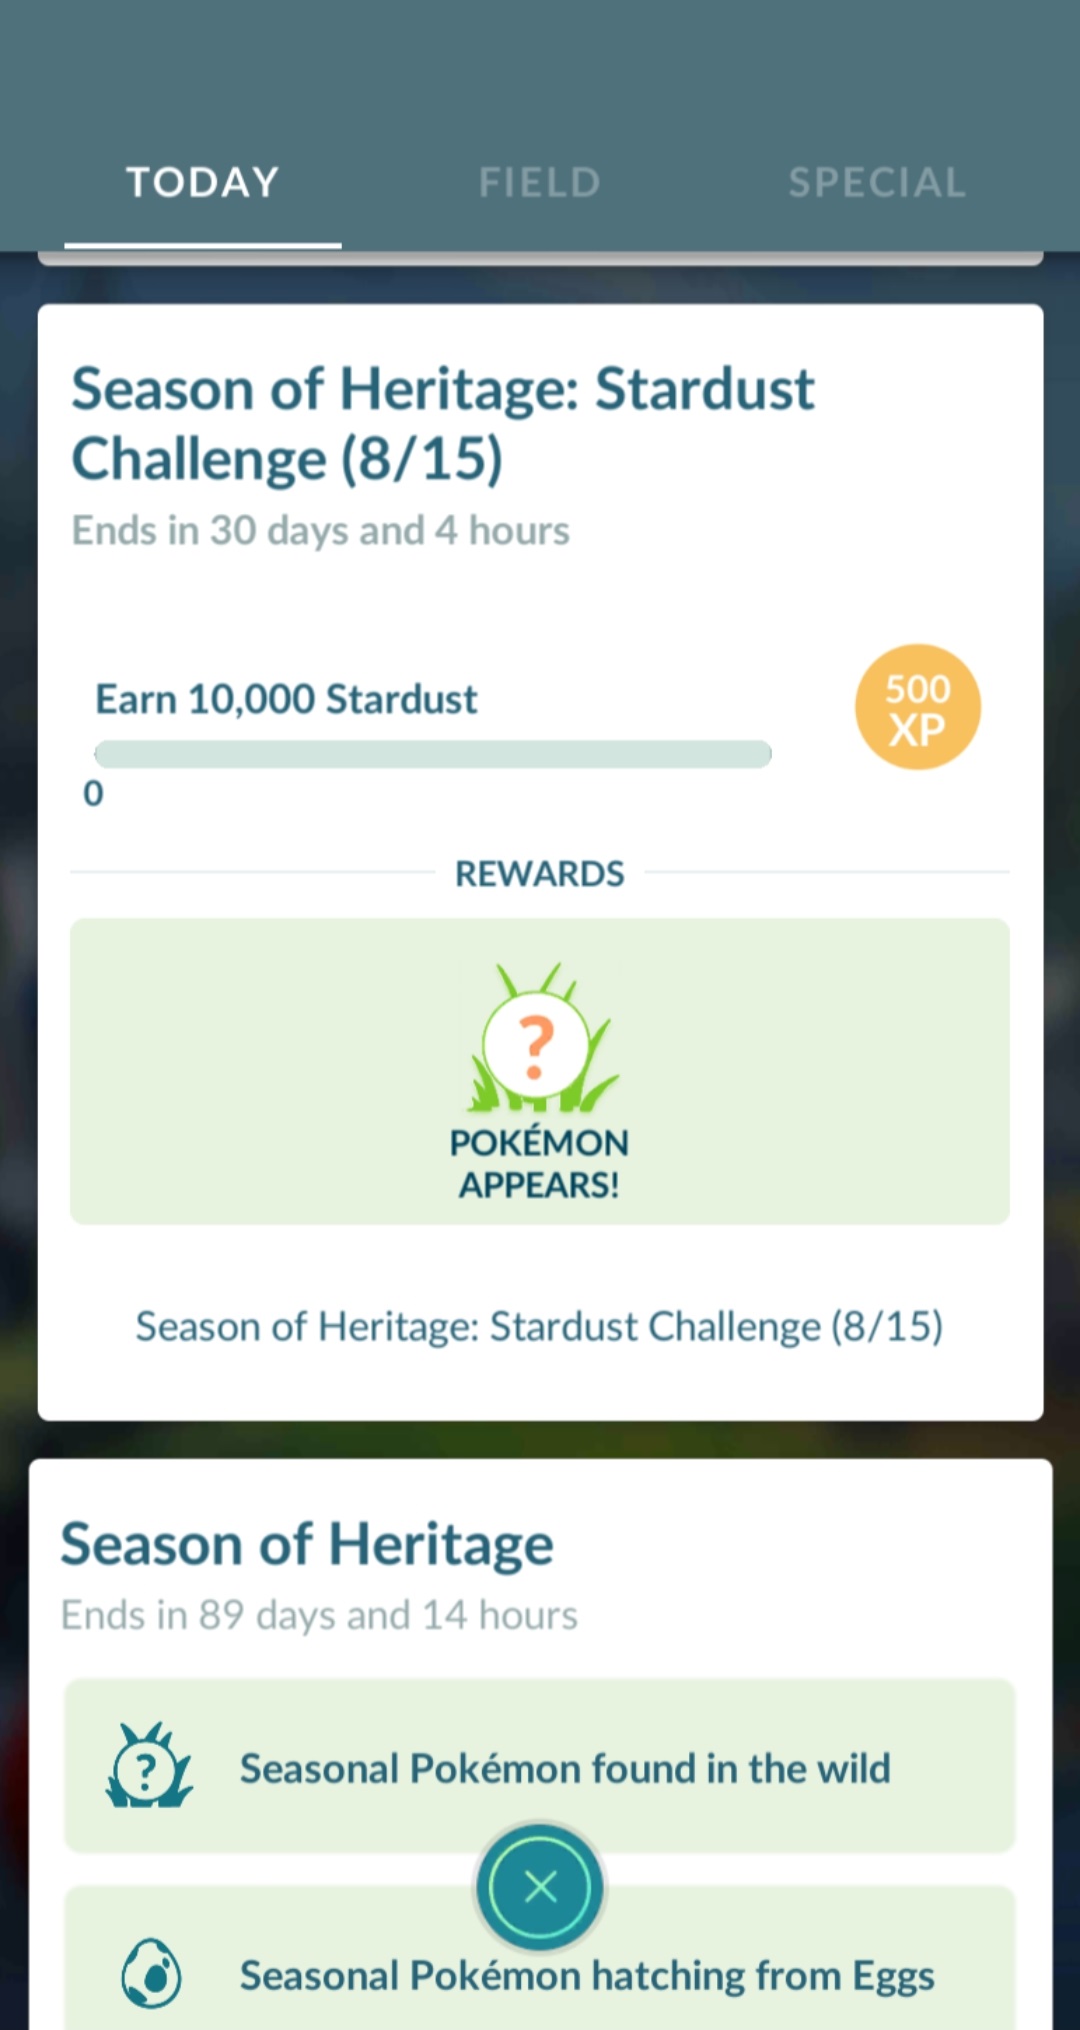 TODAY
FIELD
SPECIAL
Season of Heritage: Stardust
Challenge (8/15)
Ends in 30 days and 4 hours
Earn 10,000 Stardust
500
XP
0
REWARDS
?
POKÉMON
APPEARS!
Season of Heritage: Stardust Challenge (8/15)
Season of Heritage
Ends in 89 days and 14 hours
?
Seasonal Pokémon found in the wild
Seasonal Pokémon hatching from Eggs